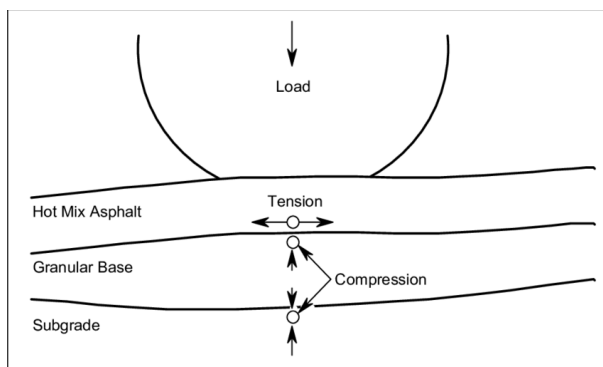 Load
Tension
Hot Mix Asphalt
Granular Base
Compression
Subgrade